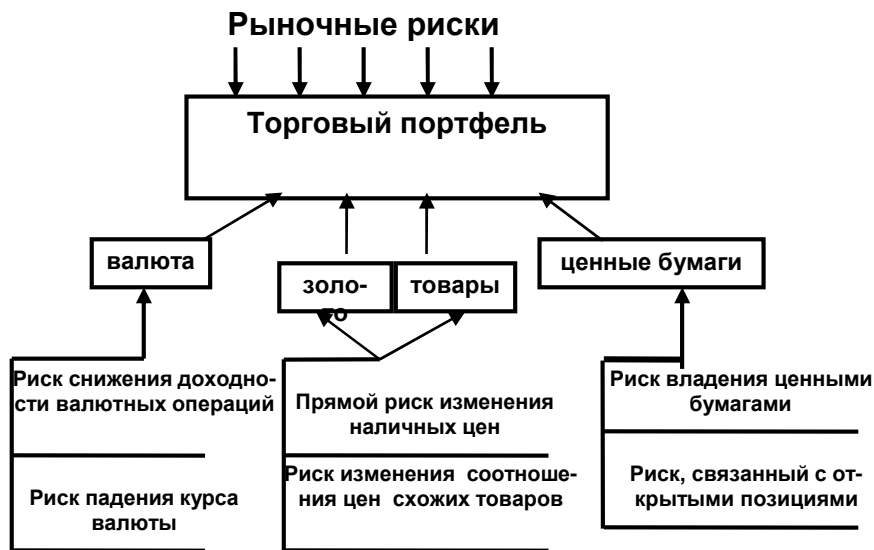 Рыночные риски
Торговый портфель
валюта
золо-
то
товары
ценные бумаги
Риск снижения доходно-
сти валютных операций
Риск падения курса
валюты
Прямой риск изменения
наличных цен
Риск изменения соотноше-
ния цен схожих товаров
Риск владения ценными
бумагами
Риск, связанный с от-
крытыми позициями